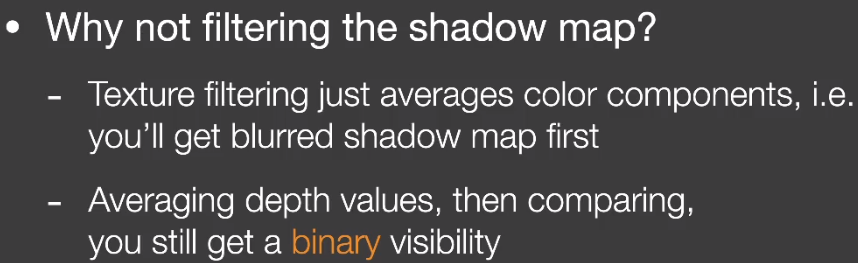 • Why not filtering the shadow map?
- Texture filtering just averages color components, i.e.
you'll get blurred shadow map first
- Averaging depth values, then comparing,
you still get a binary visibility